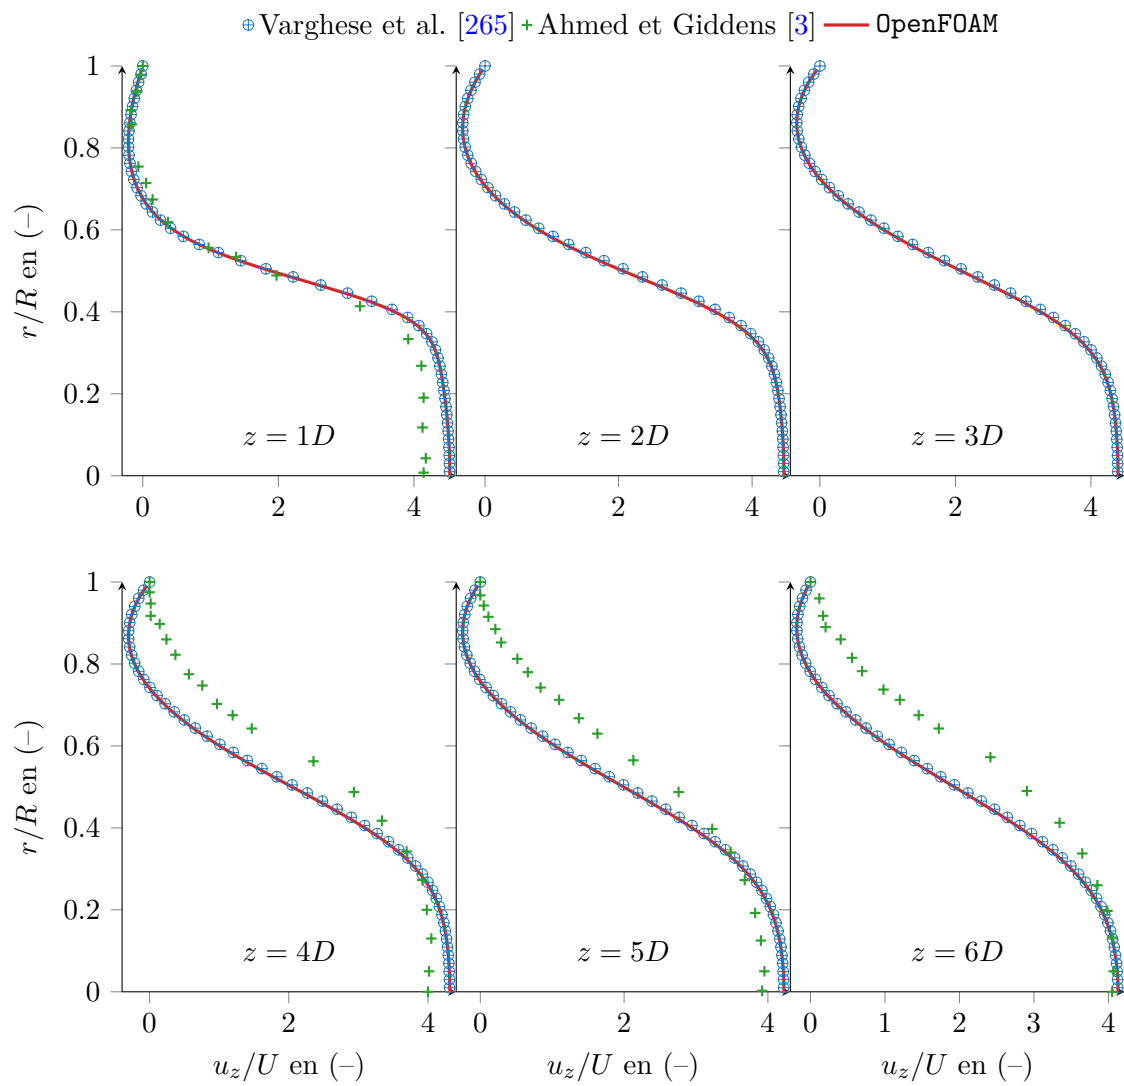 Varghese et al. [265] Ahmed et Giddens [3] OpenFOAM
1
0.8
0.6
0.4
0.2
0
r/R en (–)
z = 1D z = 2D z = 3D
0 2 4 0 2 4 0 2 4
1
0.8
0.6
0.4
0.2
0
r/R en (–)
z = 4D z = 5D z = 6D
0 2 4 0 2 4 0 1 2 3 4
u_z/U en (–) u_z/U en (–) u_z/U en (–)